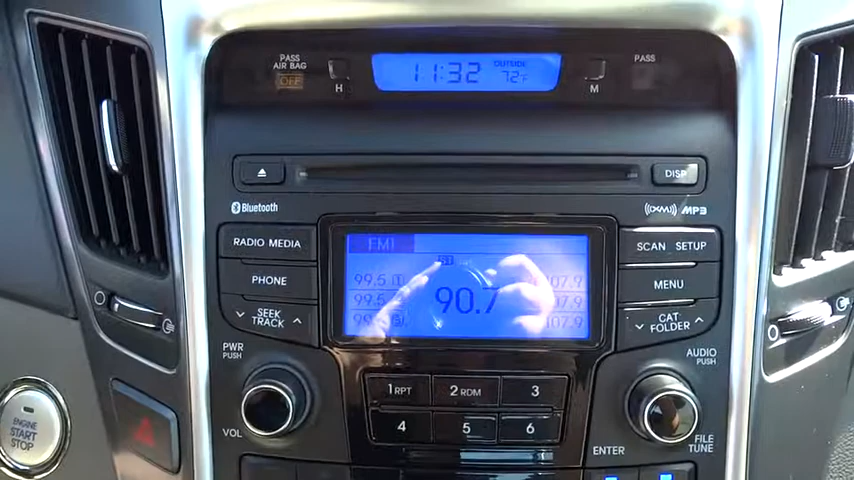 PASS
AIR BAG
OFF
H
11:32
OUTSIDE
72°F
M
PASS
DISP
Bluetooth
XM
MP3
RADIO MEDIA
PHONE
SEEK
TRACK
FM1
99.5
99.5
99.5
90.7
107.9
107.9
107.9
SCAN SETUP
MENU
CAT
FOLDER
PWR
PUSH
VOL
1 RPT
2 RDM
3
4
5
6
AUDIO
PUSH
ENTER
FILE
TUNE
ENGINE
START
STOP